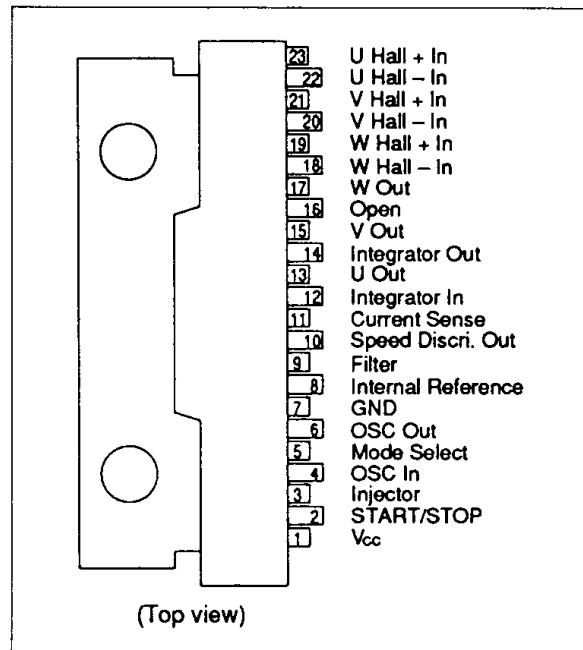 23 U Hall + In
22 U Hall – In
21 V Hall + In
20 V Hall – In
19 W Hall + In
18 W Hall – In
17 W Out
16 Open
15 V Out
14 Integrator Out
13 U Out
12 Integrator In
11 Current Sense
10 Speed Discri. Out
9 Filter
8 Internal Reference
7 GND
6 OSC Out
5 Mode Select
4 OSC In
3 Injector
2 START/STOP
1 Vcc
(Top view)